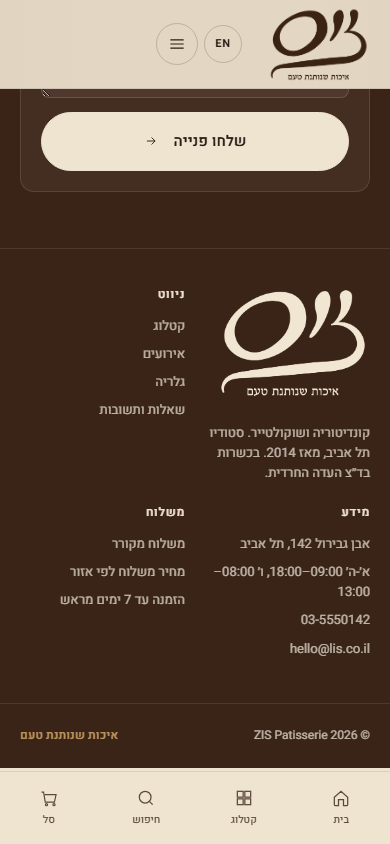 ציס
איכות שנותנת טעם
EN
שלחו פנייה
ציס
איכות שנותנת טעם
קונדיטוריה ושוקולטייר. סטודיו
תל אביב, מאז 2014. בכשרות
בד״צ העדה החרדית.
ניווט
קטלוג
אירועים
גלריה
שאלות ותשובות
מידע
אבן גבירול 142, תל אביב
א׳-ה׳ 09:00–18:00, ו׳ 08:00–
13:00
03-5550142
hello@lis.co.il
משלוח
משלוח מקורר
מחיר משלוח לפי אזור
הזמנה עד 7 ימים מראש
© 2026 ZIS Patisserie
איכות שנותנת טעם
בית
קטלוג
חיפוש
סל